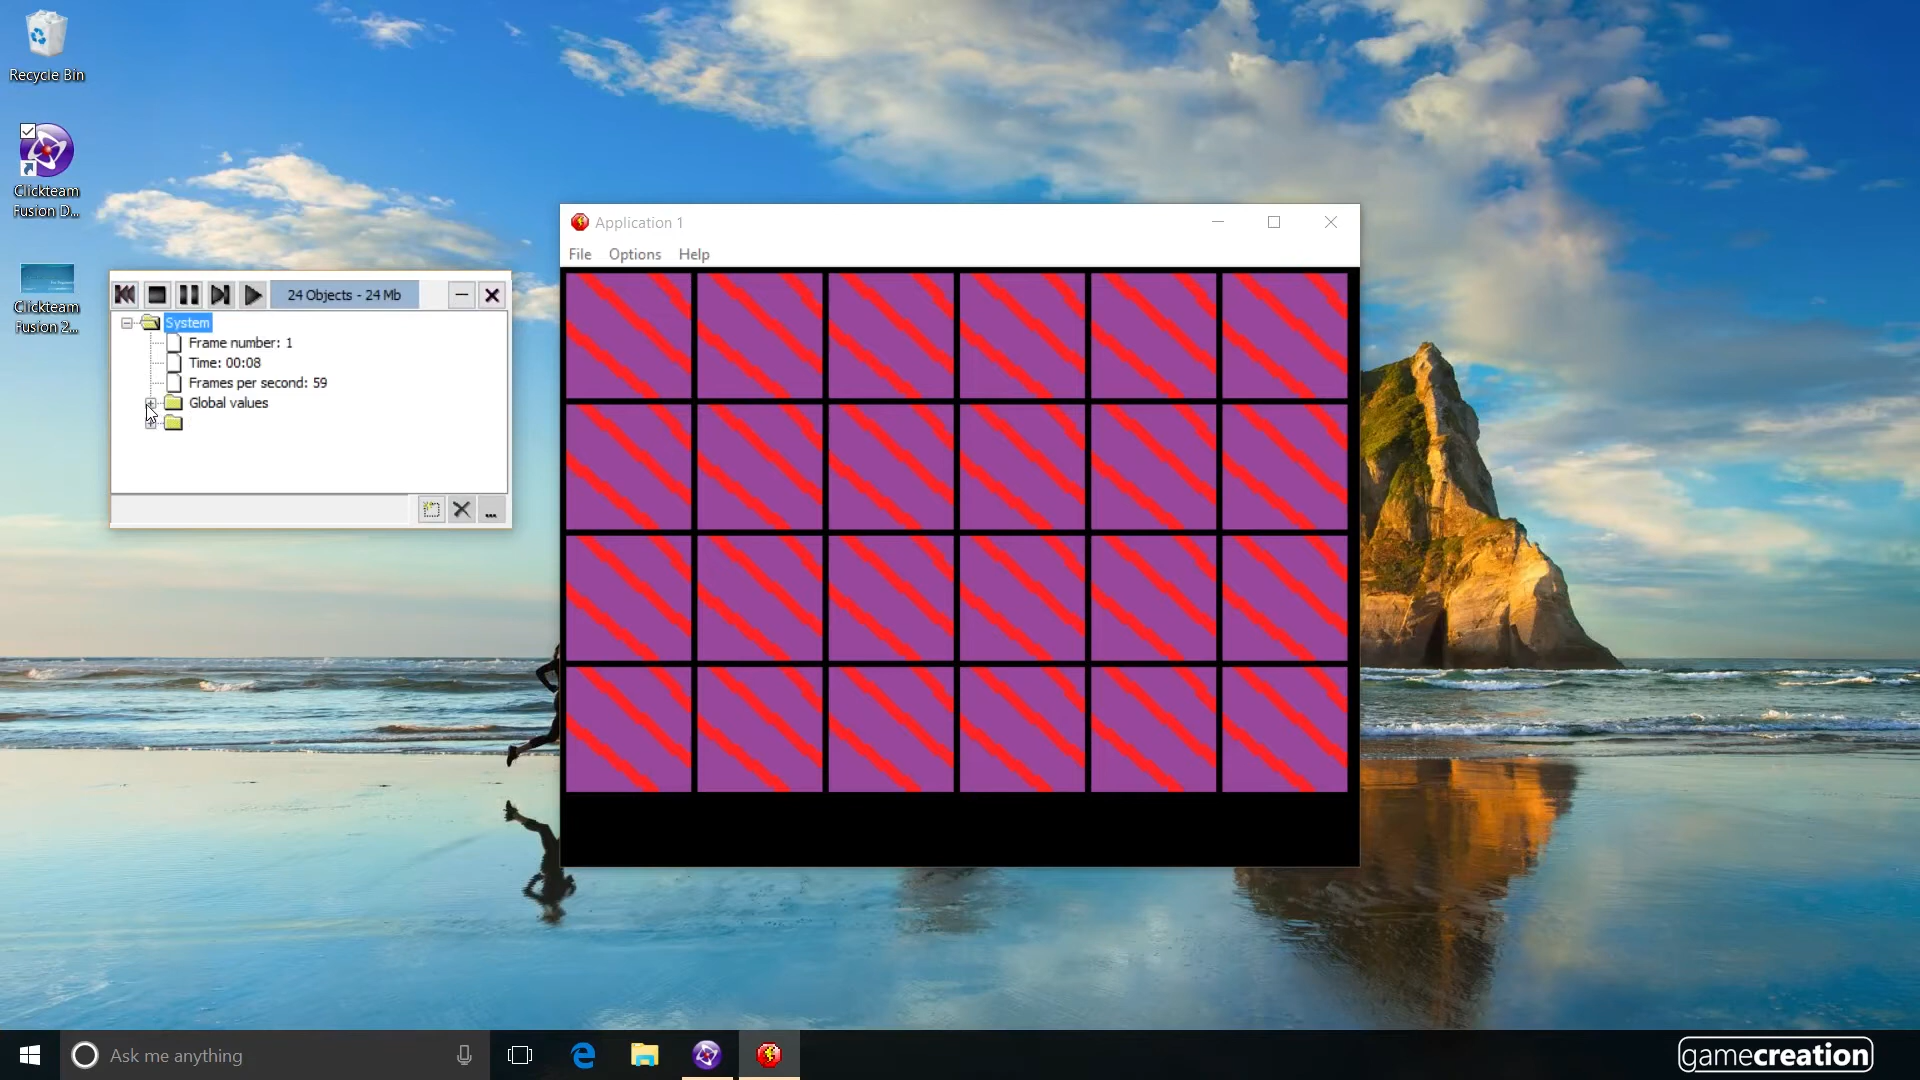 Recycle Bin
Clickteam
Fusion D...
Clickteam
Fusion 2...
24 Objects - 24 Mb
System
Frame number: 1
Time: 00:08
Frames per second: 59
Global values
...
Application 1
File Options Help
Ask me anything
gamecreation